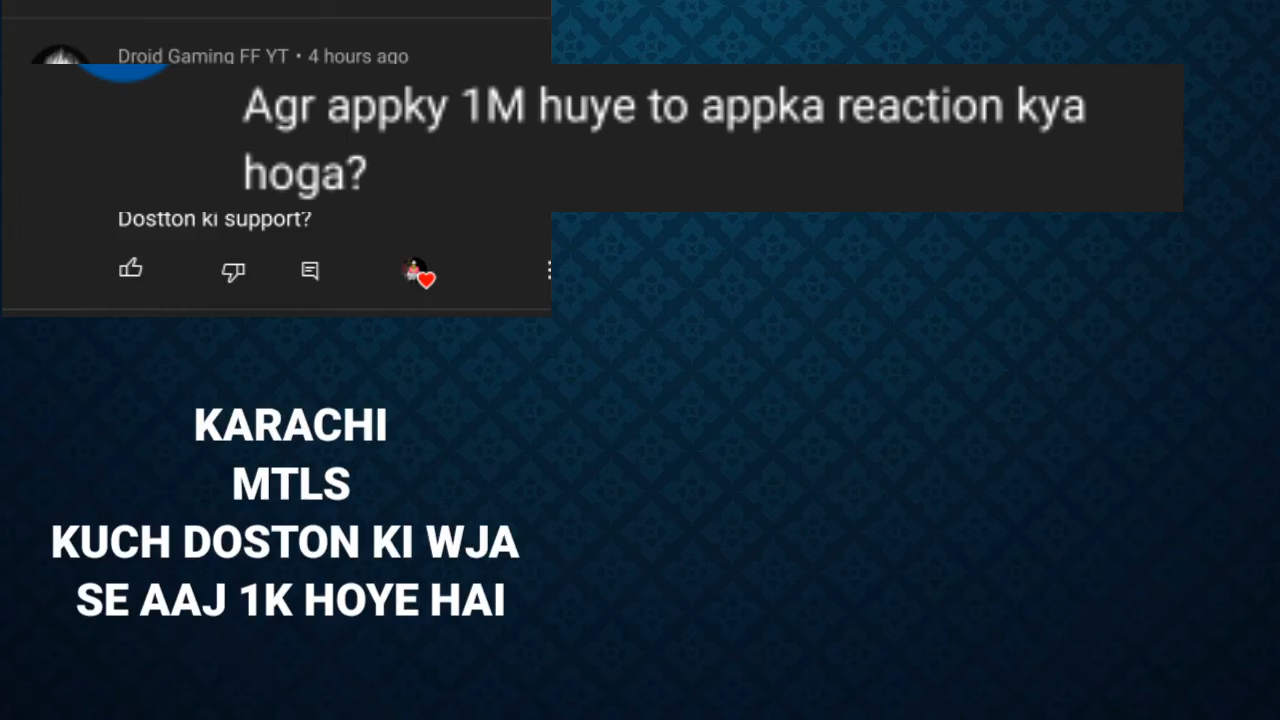 Droid Gaming FF YT • 4 hours ago
Agr appky 1M huye to appka reaction kya
hoga?
Dostton ki support?
KARACHI
MTLS
KUCH DOSTON KI WJA
SE AAJ 1K HOYE HAI